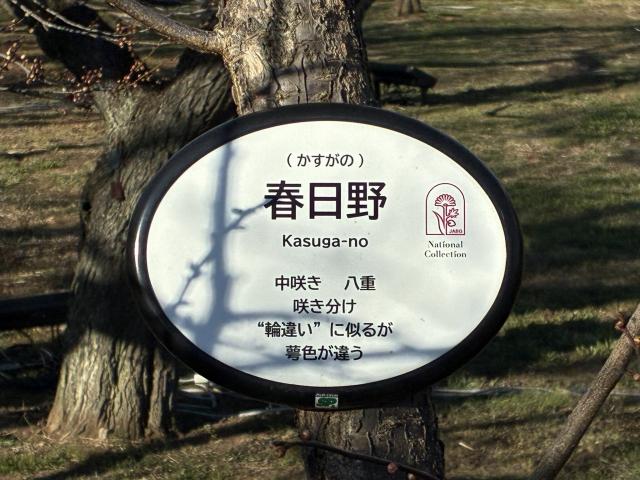 （かすがの）
春日野
Kasuga-no
JABG
National
Collection
中咲き　八重
咲き分け
“輪違い”に似るが
萼色が違う